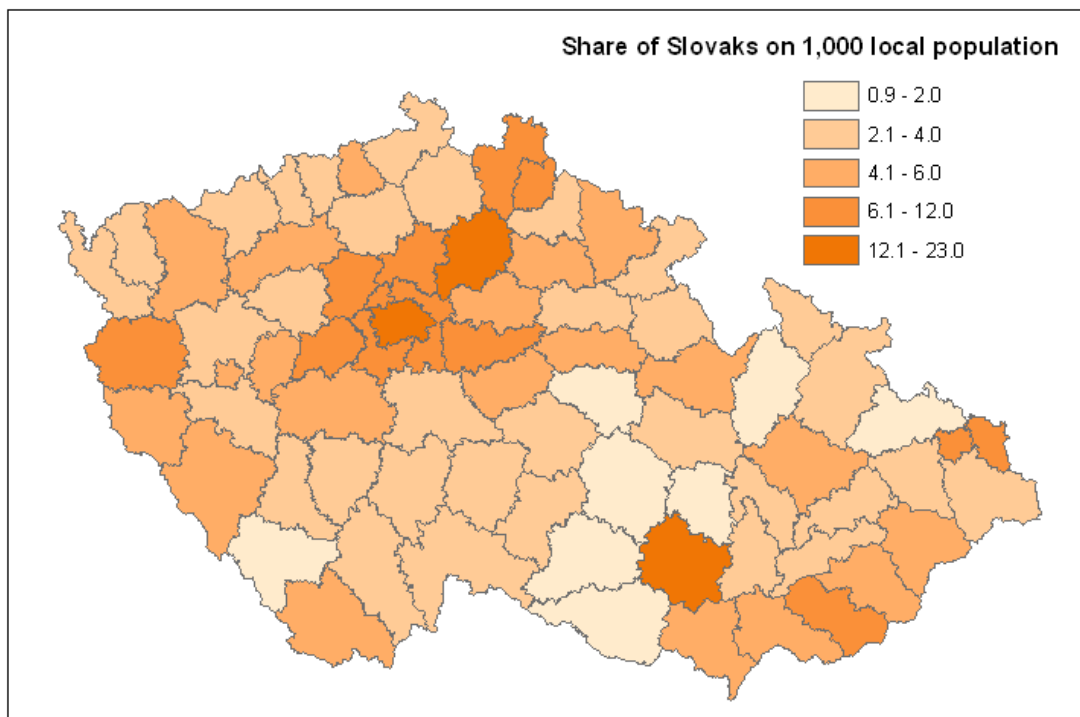 Share of Slovaks on 1,000 local population
0.9 - 2.0
2.1 - 4.0
4.1 - 6.0
6.1 - 12.0
12.1 - 23.0